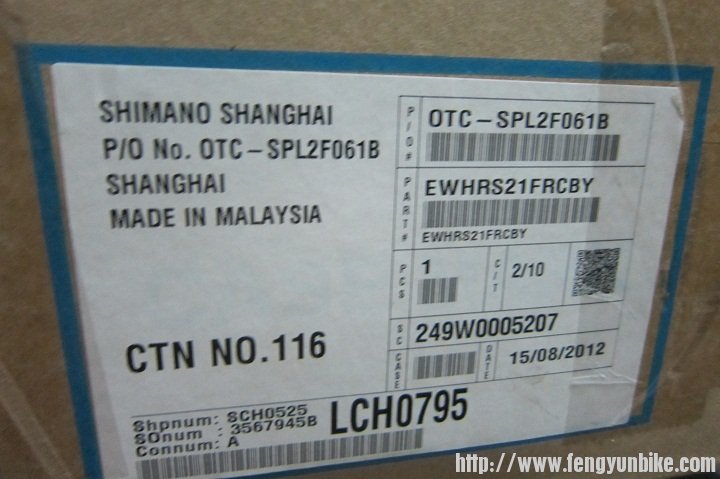 SHIMANO SHANGHAI
P/O No. OTC-SPL2F061B
SHANGHAI
MADE IN MALAYSIA
CTN NO.116
Shpnum: SCH0525
SOnum : 3567945B
Connum: A
LCH0795
P/O# OTC-SPL2F061B
PART# EWHRS21FRCBY
EWHRS21FRCBY
PCS 1 C/T 2/10
SC 249W0005207
CASE DATE 15/08/2012
http://www.fengyunbike.com